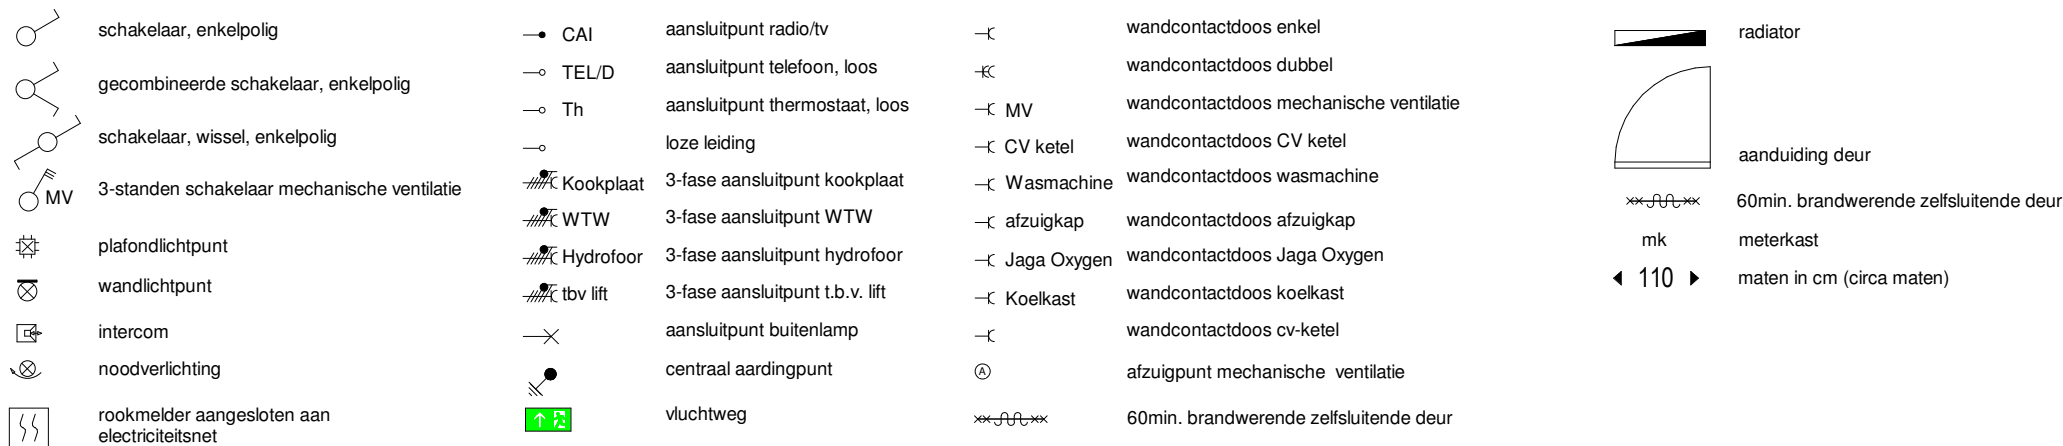 schakelaar, enkelpolig
gecombineerde schakelaar, enkelpolig
schakelaar, wissel, enkelpolig
MV 3-standen schakelaar mechanische ventilatie
plafondlichtpunt
wandlichtpunt
intercom
noodverlichting
rookmelder aangesloten aan
electriciteitsnet
CAI aansluitpunt radio/tv
TEL/D aansluitpunt telefoon, loos
Th aansluitpunt thermostaat, loos
loze leiding
Kookplaat 3-fase aansluitpunt kookplaat
WTW 3-fase aansluitpunt WTW
Hydrofoor 3-fase aansluitpunt hydrofoor
tbv lift 3-fase aansluitpunt t.b.v. lift
aansluitpunt buitenlamp
centraal aardingpunt
vluchtweg
wandcontactdoos enkel
wandcontactdoos dubbel
MV wandcontactdoos mechanische ventilatie
CV ketel wandcontactdoos CV ketel
Wasmachine wandcontactdoos wasmachine
afzuigkap wandcontactdoos afzuigkap
Jaga Oxygen wandcontactdoos Jaga Oxygen
Koelkast wandcontactdoos koelkast
wandcontactdoos cv-ketel
A afzuigpunt mechanische ventilatie
60min. brandwerende zelfsluitende deur
radiator
aanduiding deur
60min. brandwerende zelfsluitende deur
mk meterkast
110 maten in cm (circa maten)